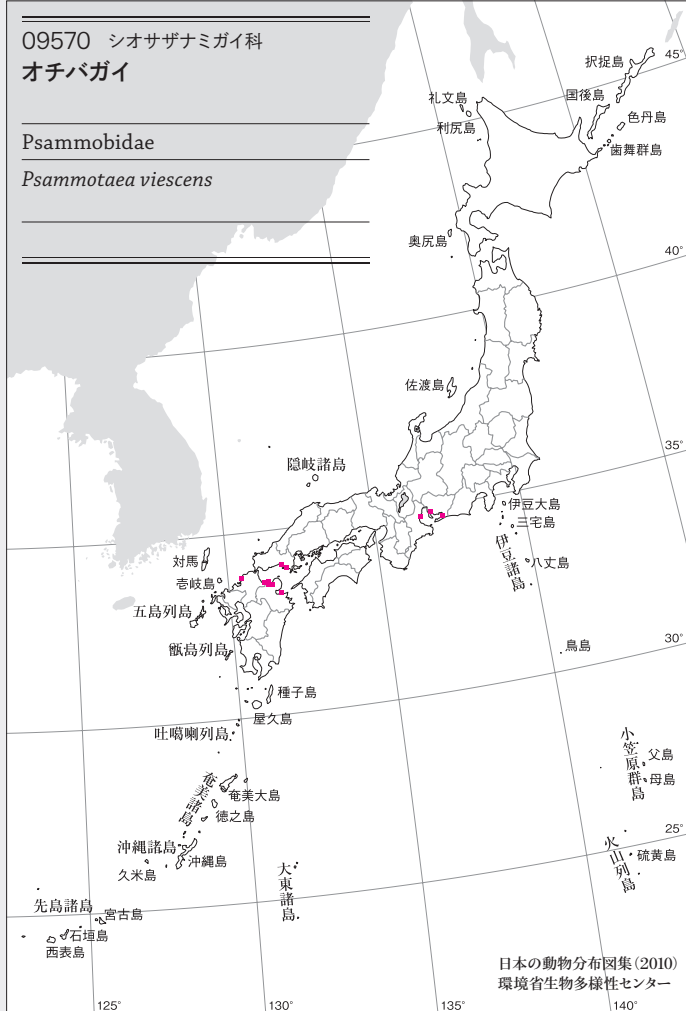 09570 シオサザナミガイ科
オチバガイ
Psammobidae
Psammotaea viescens
択捉島
45°
国後島
礼文島
色丹島
利尻島
歯舞群島
奥尻島
40°
佐渡島
35°
隠岐諸島
伊豆大島
三宅島
伊豆諸島
八丈島
対馬
壱岐島
五島列島
甑島列島
鳥島
30°
種子島
屋久島
吐噶喇列島
小笠原群島
父島
母島
奄美諸島
奄美大島
徳之島
25°
沖縄諸島
沖縄島
久米島
火山列島
硫黄島
大東諸島
先島諸島
宮古島
石垣島
西表島
日本の動物分布図集(2010)
環境省生物多様性センター
125°
130°
135°
140°